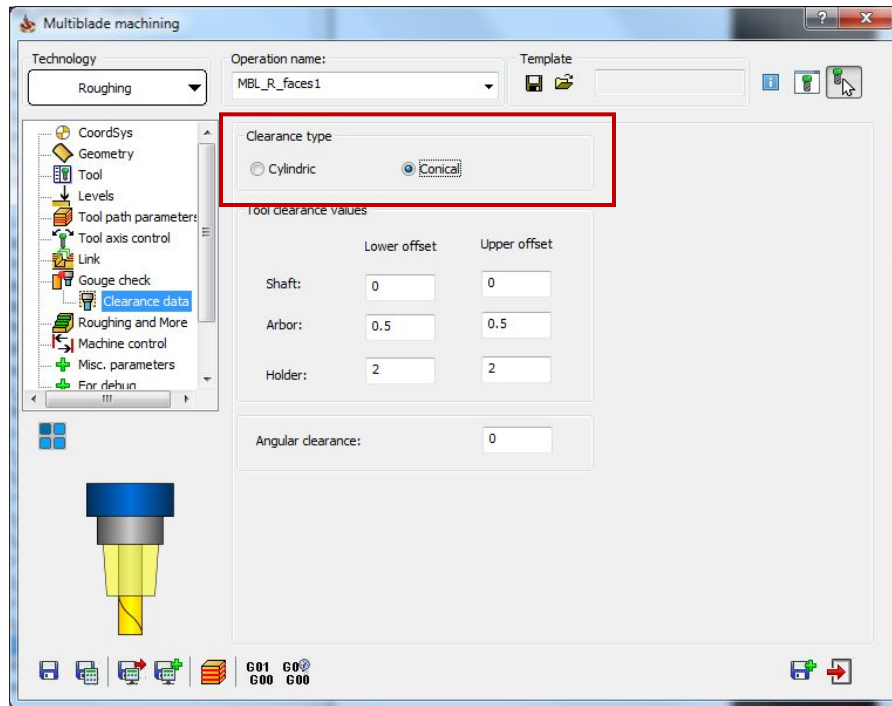 Multiblade machining
Technology
Operation name:
Template
Roughing
MBL_R_faces1
CoordSys
Geometry
Tool
Levels
Tool path parameters
Tool axis control
Link
Gouge check
Clearance data
Roughing and More
Machine control
Misc. parameters
For debug
Clearance type
Cylindric
Conical
Tool clearance values
Lower offset
Upper offset
Shaft:
0
0
Arbor:
0.5
0.5
Holder:
2
2
Angular clearance:
0
G01 G0
G00 G00